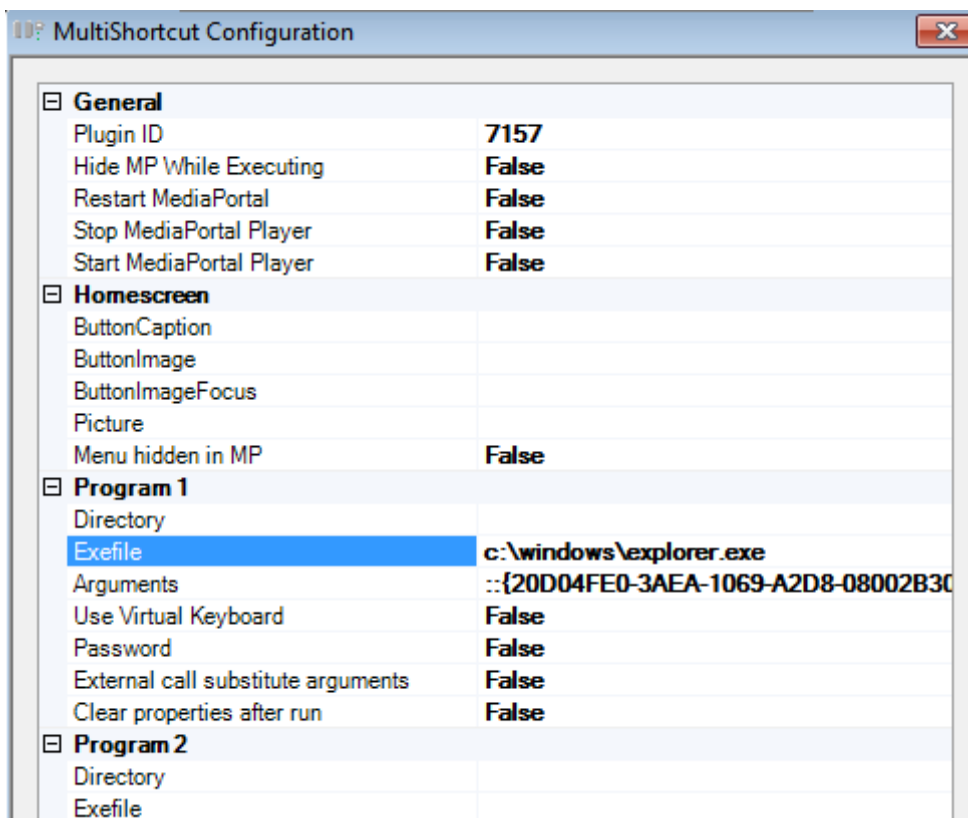 MultiShortcut Configuration
General
Plugin ID 7157
Hide MP While Executing False
Restart MediaPortal False
Stop MediaPortal Player False
Start MediaPortal Player False
Homescreen
ButtonCaption
ButtonImage
ButtonImageFocus
Picture
Menu hidden in MP False
Program 1
Directory
Exefile c:\windows\explorer.exe
Arguments ::{20D04FE0-3AEA-1069-A2D8-08002B30
Use Virtual Keyboard False
Password False
External call substitute arguments False
Clear properties after run False
Program 2
Directory
Exefile